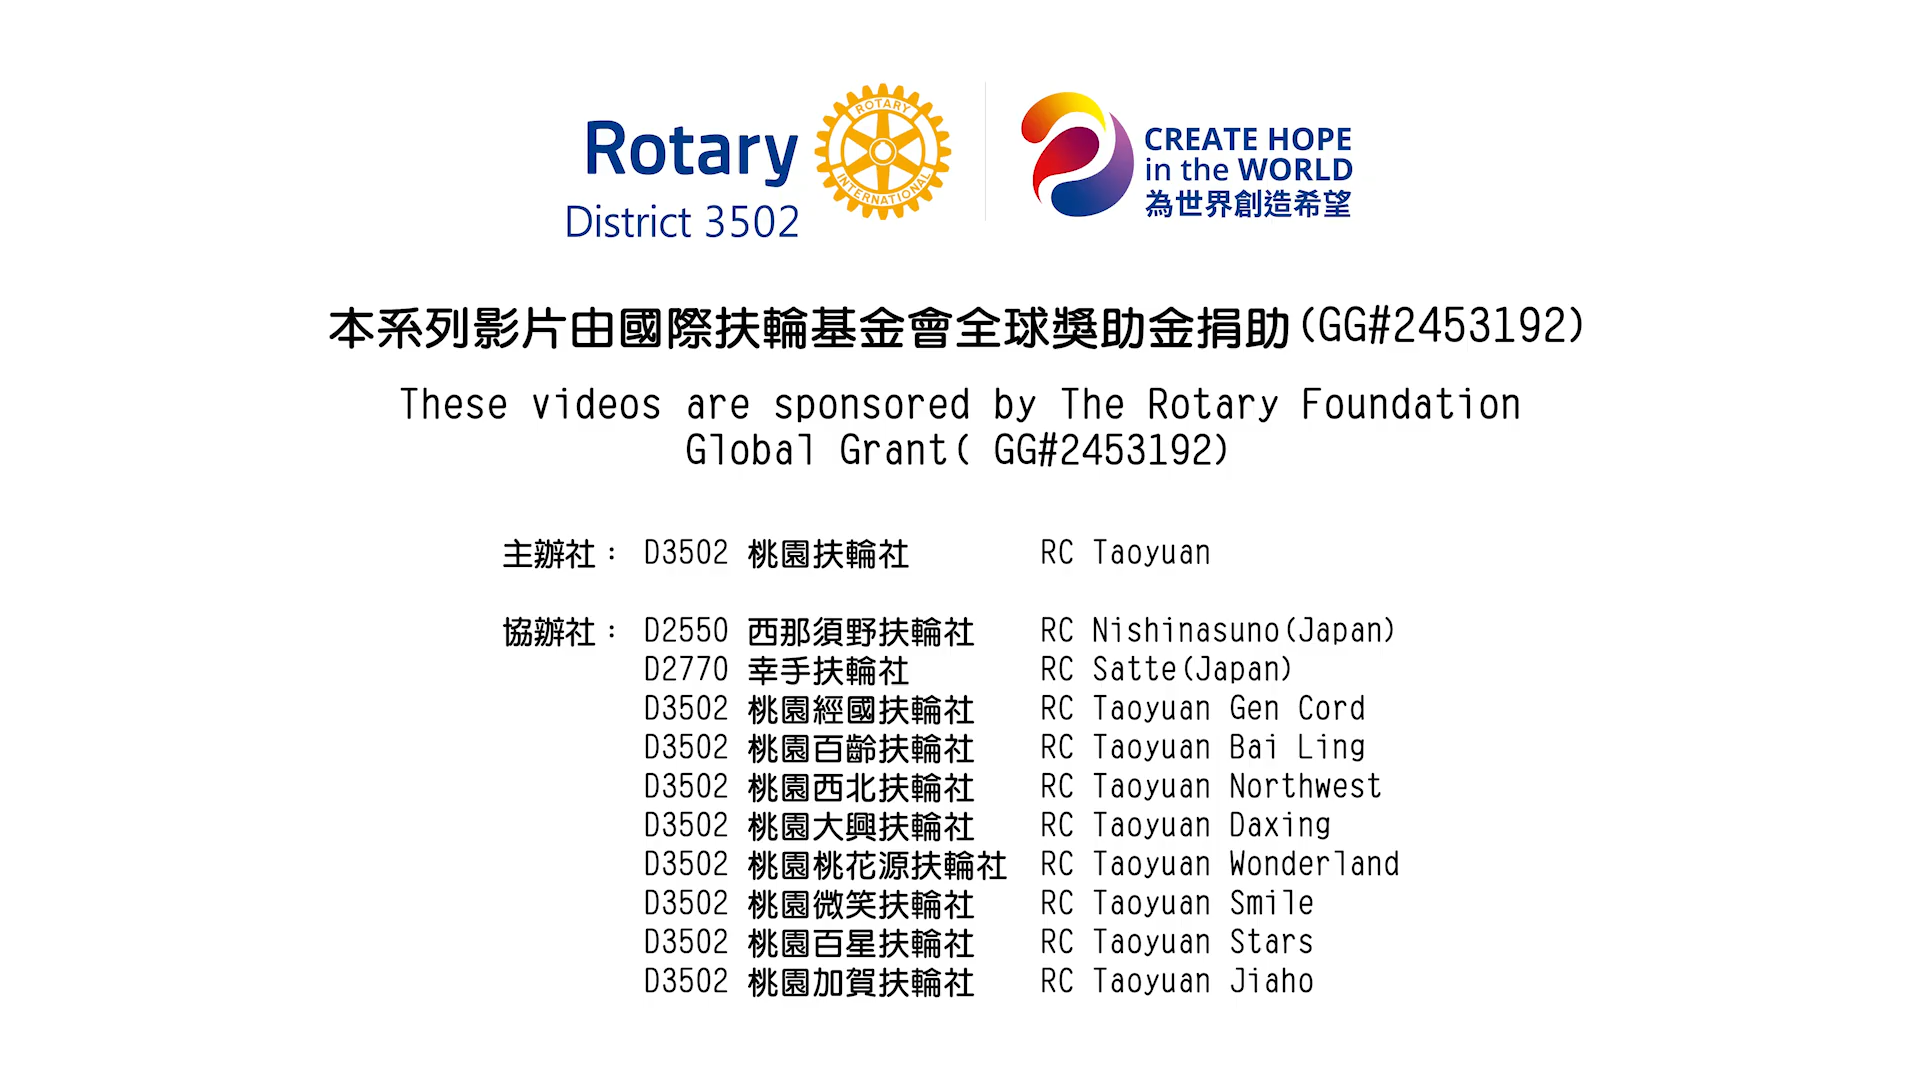 Rotary
District 3502
ROTARY
INTERNATIONAL
CREATE HOPE
in the WORLD
為世界創造希望
本系列影片由國際扶輪基金會全球獎助金捐助(GG#2453192)
These videos are sponsored by The Rotary Foundation
Global Grant( GG#2453192)
主辦社： D3502 桃園扶輪社 RC Taoyuan
協辦社： D2550 西那須野扶輪社 RC Nishinasuno(Japan)
D2770 幸手扶輪社 RC Satte(Japan)
D3502 桃園經國扶輪社 RC Taoyuan Gen Cord
D3502 桃園百齡扶輪社 RC Taoyuan Bai Ling
D3502 桃園西北扶輪社 RC Taoyuan Northwest
D3502 桃園大興扶輪社 RC Taoyuan Daxing
D3502 桃園桃花源扶輪社 RC Taoyuan Wonderland
D3502 桃園微笑扶輪社 RC Taoyuan Smile
D3502 桃園百星扶輪社 RC Taoyuan Stars
D3502 桃園加賀扶輪社 RC Taoyuan Jiaho